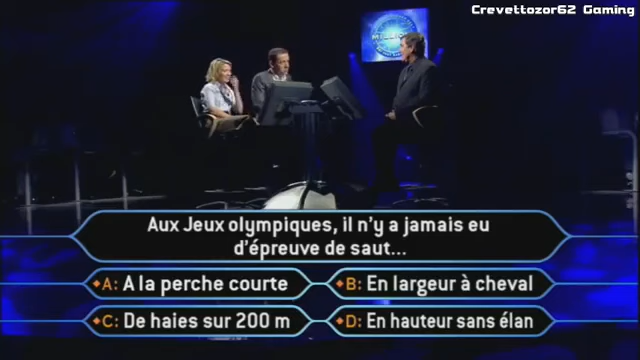 Crevettozor62 Gaming
Aux Jeux olympiques, il n'y a jamais eu
d'épreuve de saut...
A: A la perche courte
B: En largeur à cheval
C: De haies sur 200 m
D: En hauteur sans élan